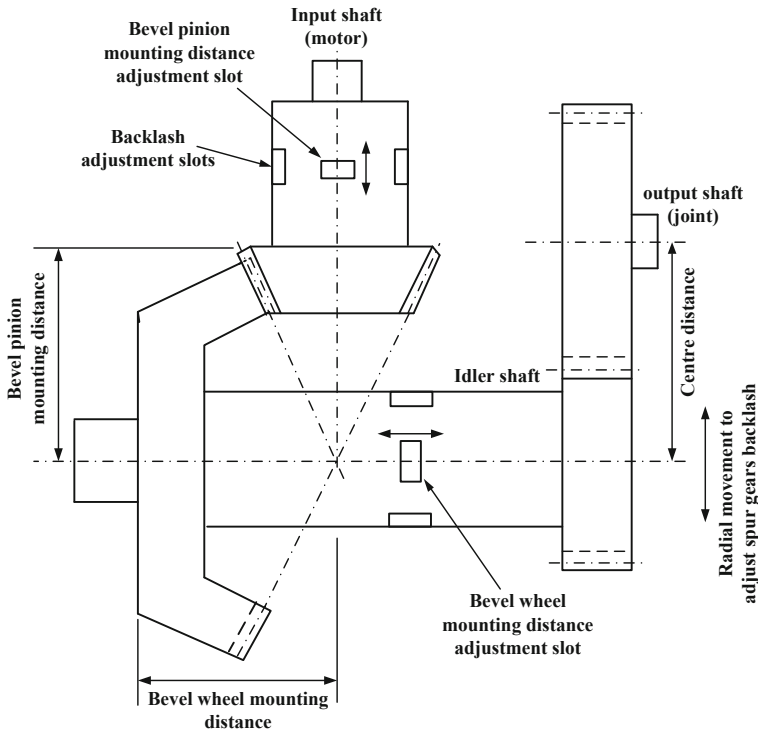 Bevel pinion
mounting distance
adjustment slot
Input shaft
(motor)
Backlash
adjustment slots
output shaft
(joint)
Bevel pinion
mounting distance
Idler shaft
Centre distance
Radial movement to
adjust spur gears backlash
Bevel wheel
mounting distance
adjustment slot
Bevel wheel mounting
distance